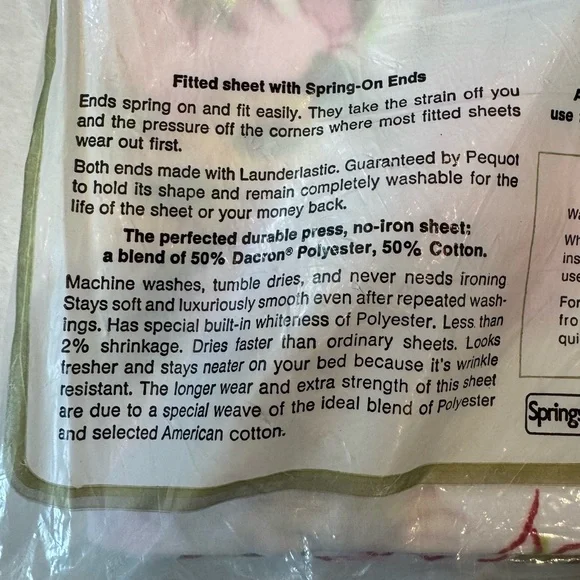 Fitted sheet with Spring-On Ends
Ends spring on and fit easily. They take the strain off you
and the pressure off the corners where most fitted sheets
wear out first.
Both ends made with Launderlastic. Guaranteed by Pequot
to hold its shape and remain completely washable for the
life of the sheet or your money back.
The perfected durable press, no-iron sheet;
a blend of 50% Dacron® Polyester, 50% Cotton.
Machine washes, tumble dries, and never needs ironing
Stays soft and luxuriously smooth even after repeated wash-
ings. Has special built-in whiteness of Polyester. Less than
2% shrinkage. Dries faster than ordinary sheets. Looks
fresher and stays neater on your bed because it's wrinkle
resistant. The longer wear and extra strength of this sheet
are due to a special weave of the ideal blend of Polyester
and selected American cotton.
use
For
Springs